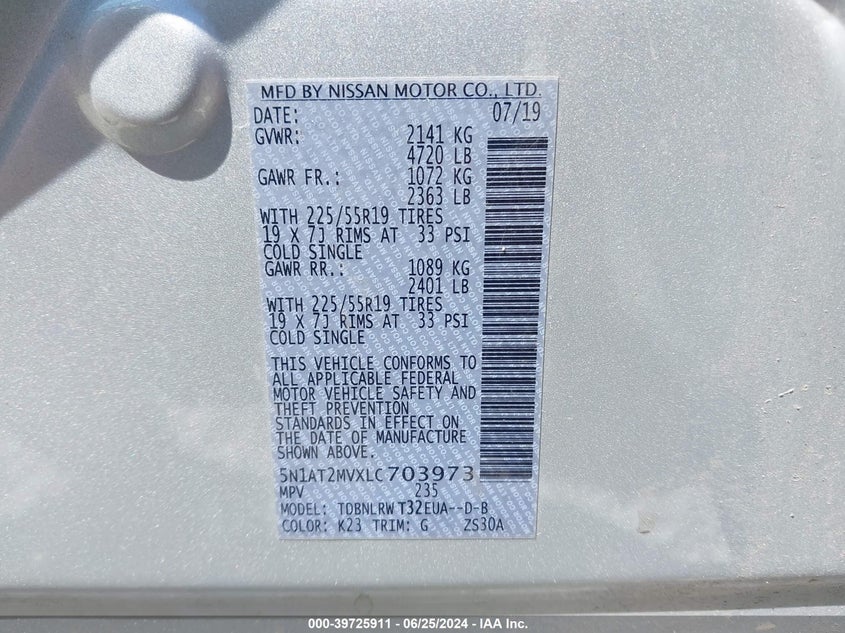 MFD BY NISSAN MOTOR CO., LTD.
DATE: 07/19
GVWR: 2141 KG
4720 LB
GAWR FR.: 1072 KG
2363 LB
WITH 225/55R19 TIRES
19 X 7J RIMS AT 33 PSI
COLD SINGLE
GAWR RR.: 1089 KG
2401 LB
WITH 225/55R19 TIRES
19 X 7J RIMS AT 33 PSI
COLD SINGLE
THIS VEHICLE CONFORMS TO
ALL APPLICABLE FEDERAL
MOTOR VEHICLE SAFETY AND
THEFT PREVENTION
STANDARDS IN EFFECT ON
THE DATE OF MANUFACTURE
SHOWN ABOVE.
5N1AT2MVXLC703973
MPV 235
MODEL: TDBNLRW T32EUA--D-B
COLOR: K23 TRIM: G ZS30A
000-39725911 - 06/25/2024 - IAAI Inc.